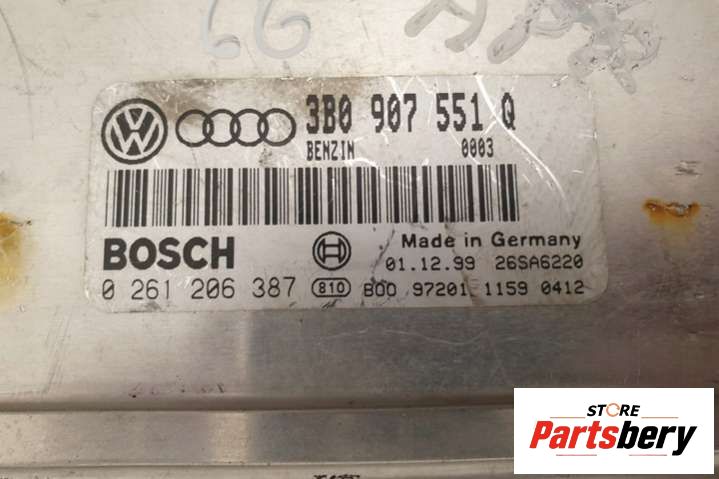 66
3B0 907 551 Q
BENZIN 0003
BOSCH
Made in Germany
01.12.99 26SA6220
0 261 206 387 810 B00 97201 1159 0412
STORE
Partsbery